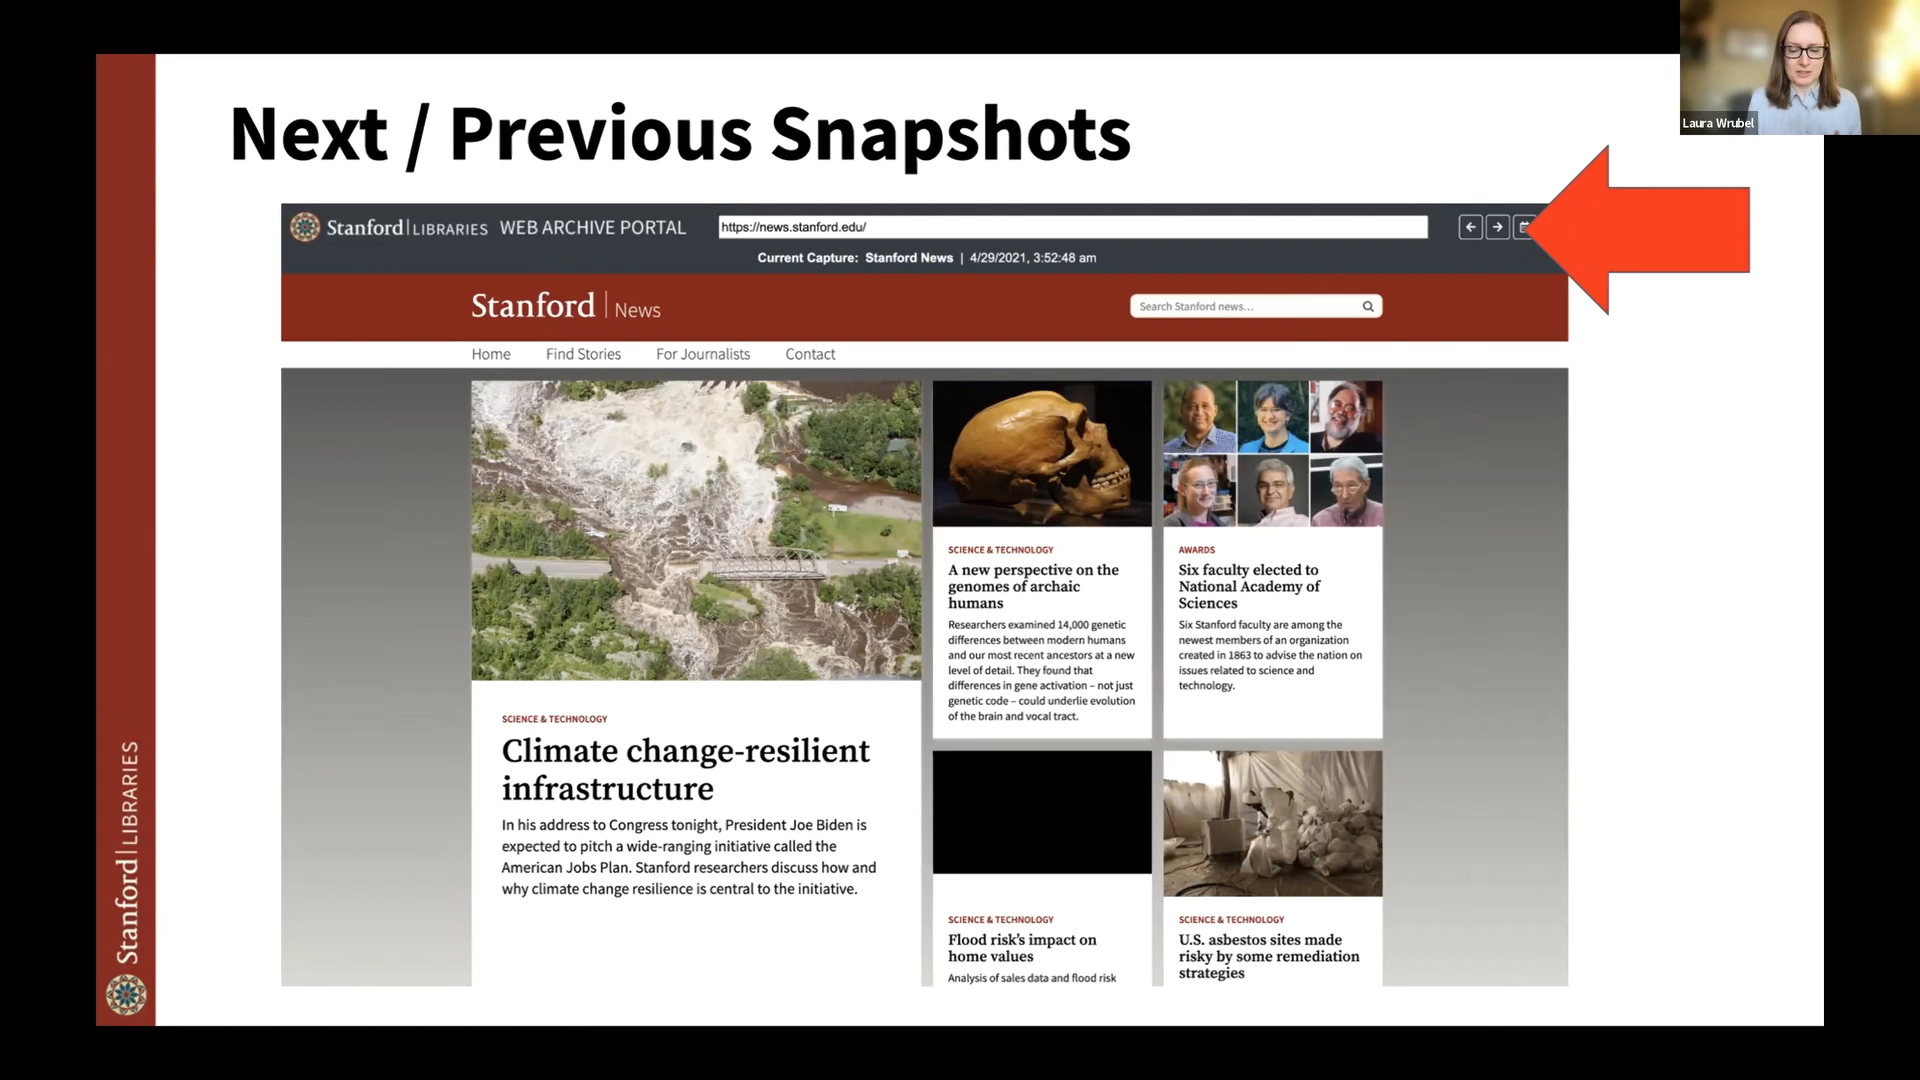 Next / Previous Snapshots
Laura Wrubel
Stanford | LIBRARIES WEB ARCHIVE PORTAL
https://news.stanford.edu/
Current Capture: Stanford News | 4/29/2021, 3:52:48 am
Stanford | News
Search Stanford news...
Home Find Stories For Journalists Contact
SCIENCE & TECHNOLOGY
Climate change-resilient
infrastructure
In his address to Congress tonight, President Joe Biden is
expected to pitch a wide-ranging initiative called the
American Jobs Plan. Stanford researchers discuss how and
why climate change resilience is central to the initiative.
SCIENCE & TECHNOLOGY
A new perspective on the
genomes of archaic
humans
Researchers examined 14,000 genetic
differences between modern humans
and our most recent ancestors at a new
level of detail. They found that
differences in gene activation – not just
genetic code – could underlie evolution
of the brain and vocal tract.
AWARDS
Six faculty elected to
National Academy of
Sciences
Six Stanford faculty are among the
newest members of an organization
created in 1863 to advise the nation on
issues related to science and
technology.
SCIENCE & TECHNOLOGY
Flood risk's impact on
home values
Analysis of sales data and flood risk
SCIENCE & TECHNOLOGY
U.S. asbestos sites made
risky by some remediation
strategies
Stanford | LIBRARIES